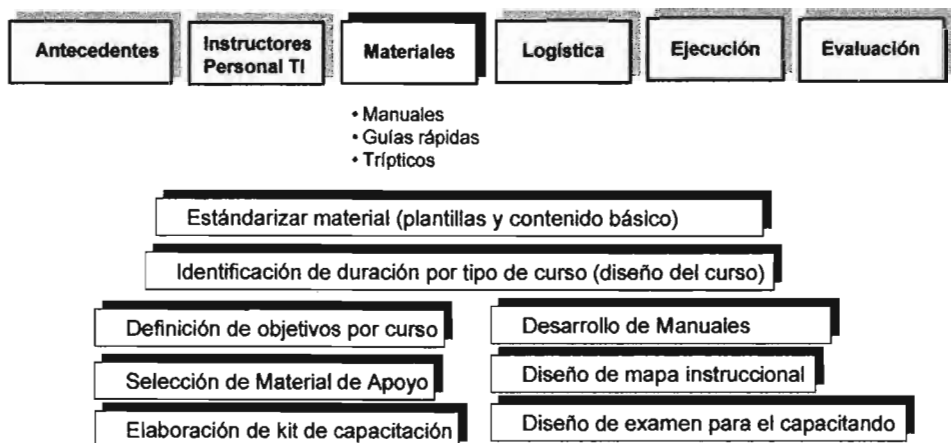 Antecedentes
Instructores
Personal TI
Materiales
Logística
Ejecución
Evaluación
• Manuales
• Guías rápidas
• Trípticos
Estándarizar material (plantillas y contenido básico)
Identificación de duración por tipo de curso (diseño del curso)
Definición de objetivos por curso
Desarrollo de Manuales
Selección de Material de Apoyo
Diseño de mapa instruccional
Elaboración de kit de capacitación
Diseño de examen para el capacitando